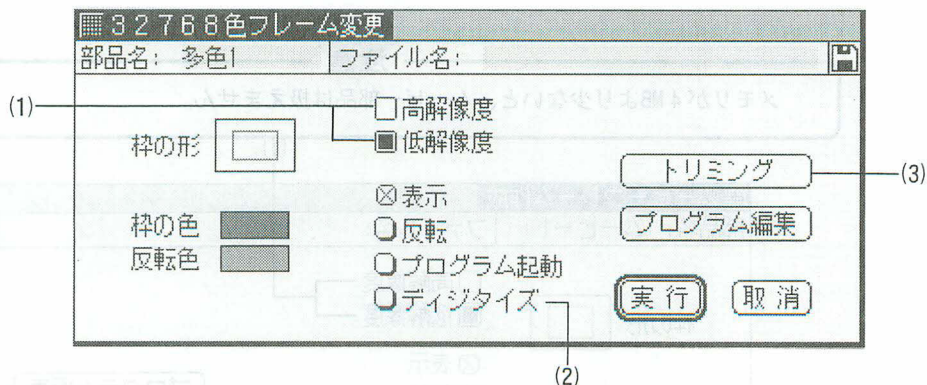 32768色フレーム変更
部品名: 多色1 ファイル名:
(1)
□高解像度
■低解像度
枠の形
トリミング
(3)
表示
枠の色
反転
プログラム編集
反転色
プログラム起動
ディジタイズ
実行
取消
(2)